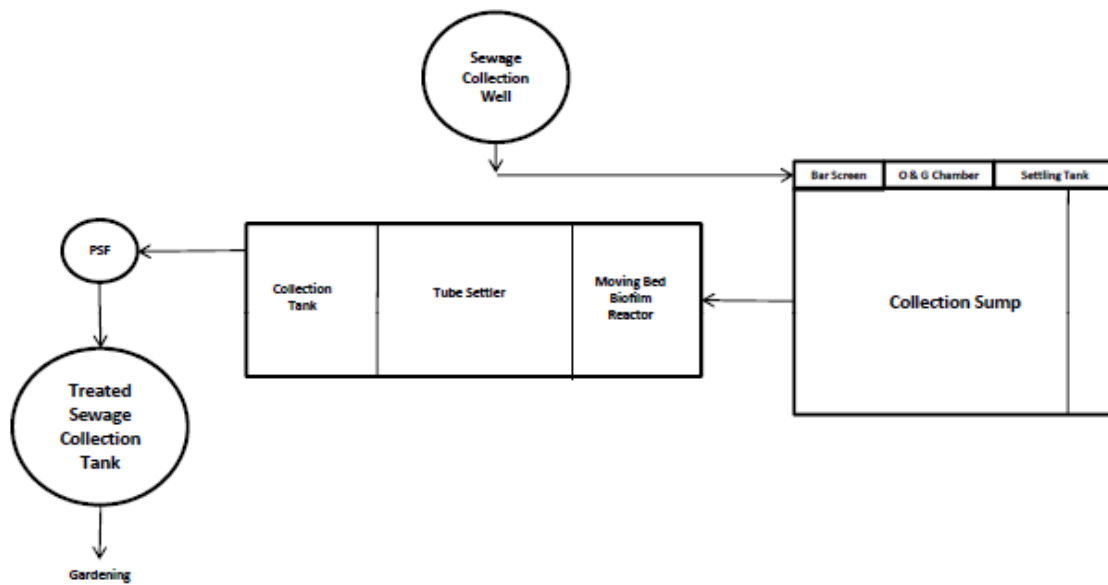 Sewage
Collection
Well
Bar Screen
O & G Chamber
Settling Tank
PSF
Collection
Tank
Tube Settler
Moving Bed
Biofilm
Reactor
Collection Sump
Treated
Sewage
Collection
Tank
Gardening